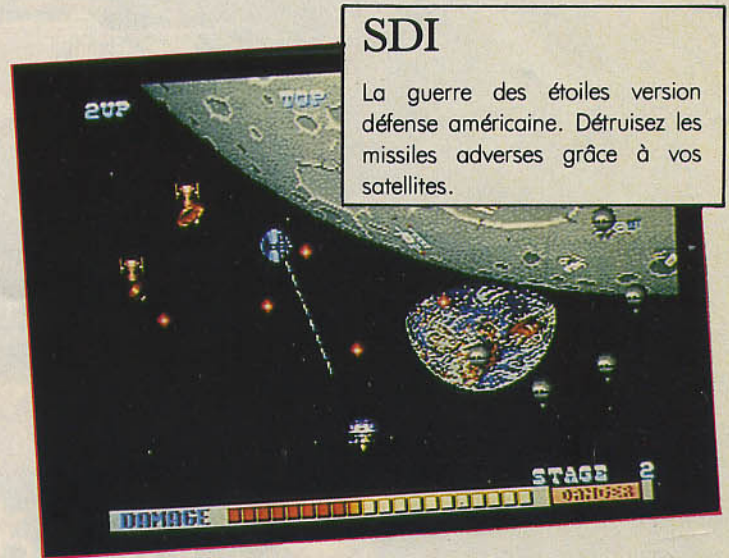 SDI
La guerre des étoiles version
défense américaine. Détruisez les
missiles adverses grâce à vos
satellites.
2UP
TOP
STAGE 2
DAMAGE
DANGER